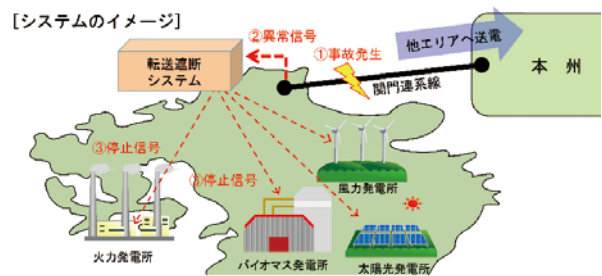 [システムのイメージ]
②異常信号
①事故発生
他エリアへ送電
転送遮断
システム
関門連系線
本 州
③停止信号
③停止信号
風力発電所
火力発電所
バイオマス発電所
太陽光発電所